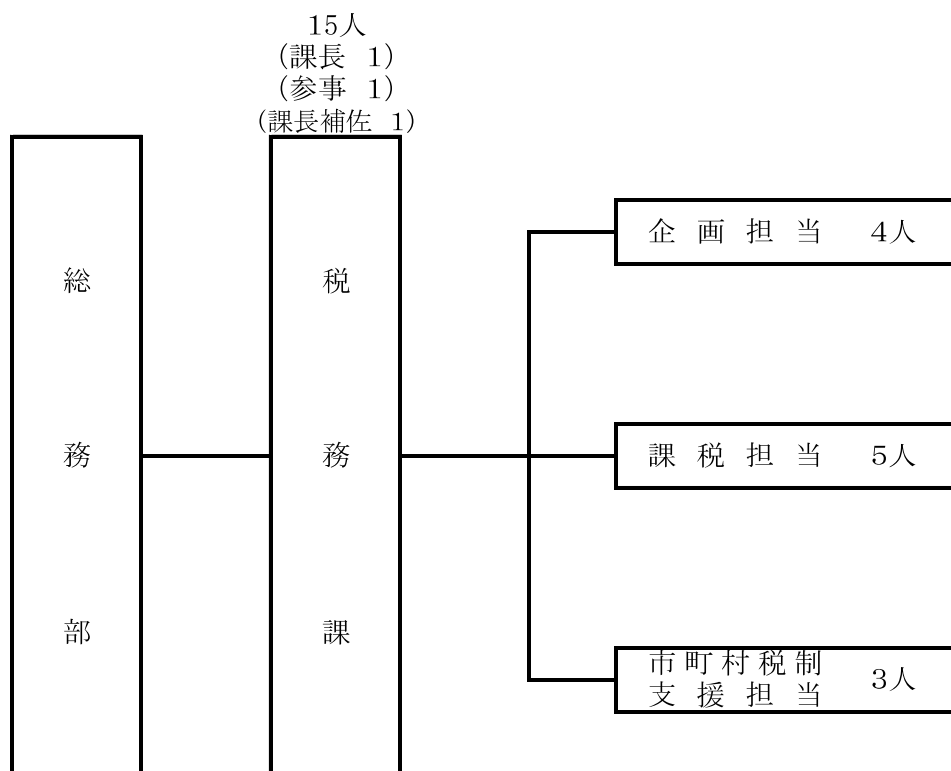 15人
(課長 1)
(参事 1)
(課長補佐 1)
総務部
税務課
企画担当 4人
課税担当 5人
市町村税制
支援担当 3人